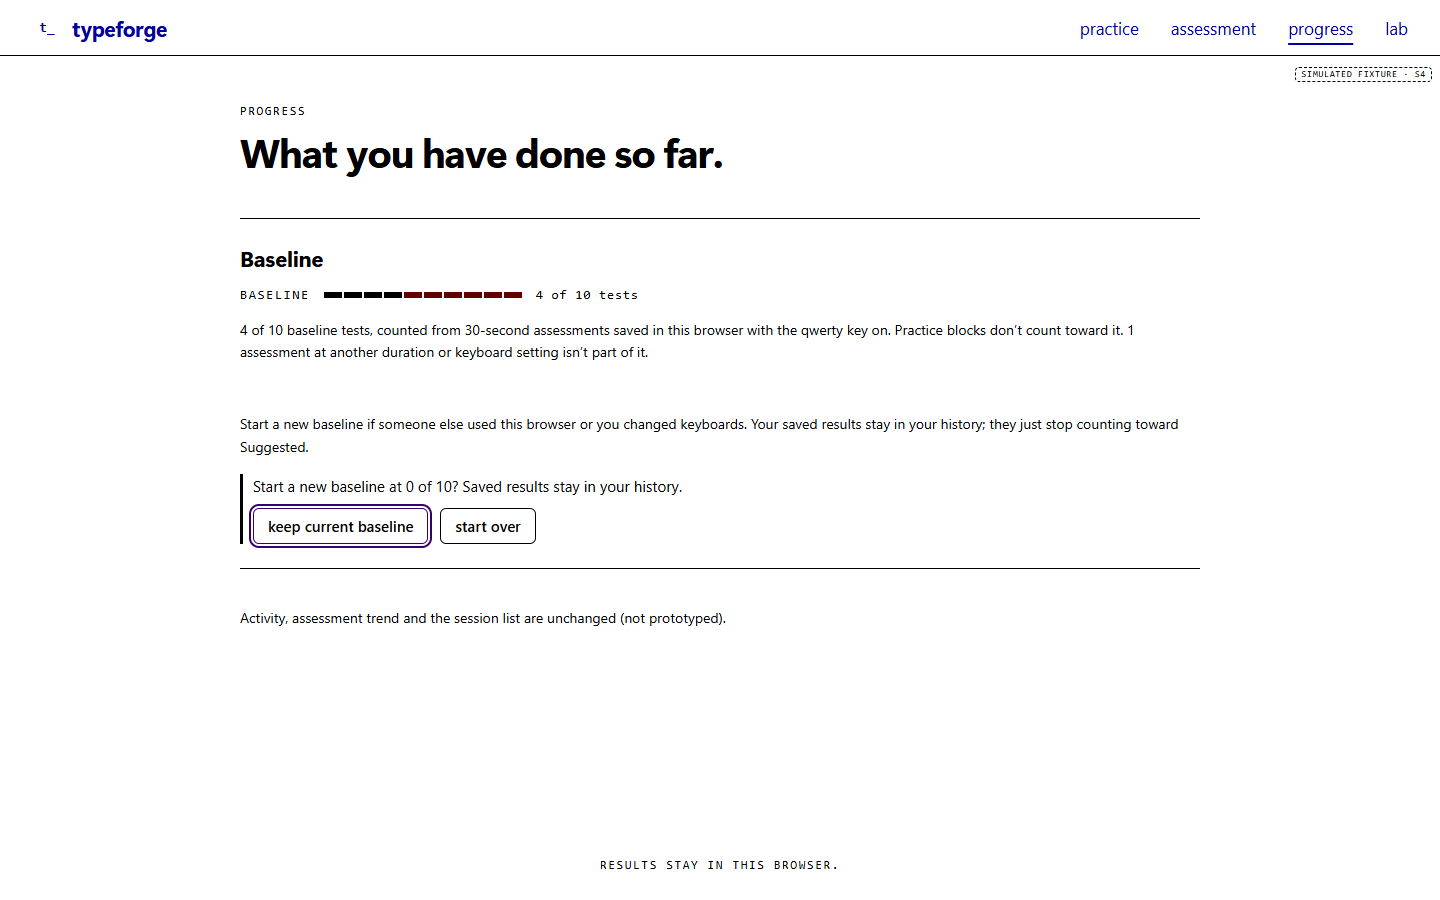 t_ typeforge practice assessment progress lab
SIMULATED FIXTURE · S4
PROGRESS
What you have done so far.
Baseline
BASELINE 4 of 10 tests
4 of 10 baseline tests, counted from 30-second assessments saved in this browser with the qwerty key on. Practice blocks don’t count toward it. 1
assessment at another duration or keyboard setting isn’t part of it.
Start a new baseline if someone else used this browser or you changed keyboards. Your saved results stay in your history; they just stop counting toward
Suggested.
Start a new baseline at 0 of 10? Saved results stay in your history.
keep current baseline start over
Activity, assessment trend and the session list are unchanged (not prototyped).
RESULTS STAY IN THIS BROWSER.